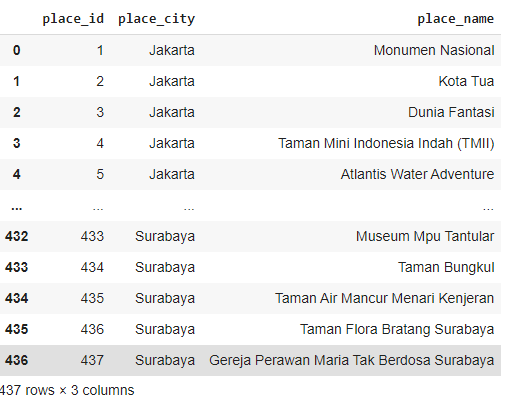 place_id place_city place_name
0 1 Jakarta Monumen Nasional
1 2 Jakarta Kota Tua
2 3 Jakarta Dunia Fantasi
3 4 Jakarta Taman Mini Indonesia Indah (TMII)
4 5 Jakarta Atlantis Water Adventure
... ... ... ...
432 433 Surabaya Museum Mpu Tantular
433 434 Surabaya Taman Bungkul
434 435 Surabaya Taman Air Mancur Menari Kenjeran
435 436 Surabaya Taman Flora Bratang Surabaya
436 437 Surabaya Gereja Perawan Maria Tak Berdosa Surabaya
437 rows × 3 columns